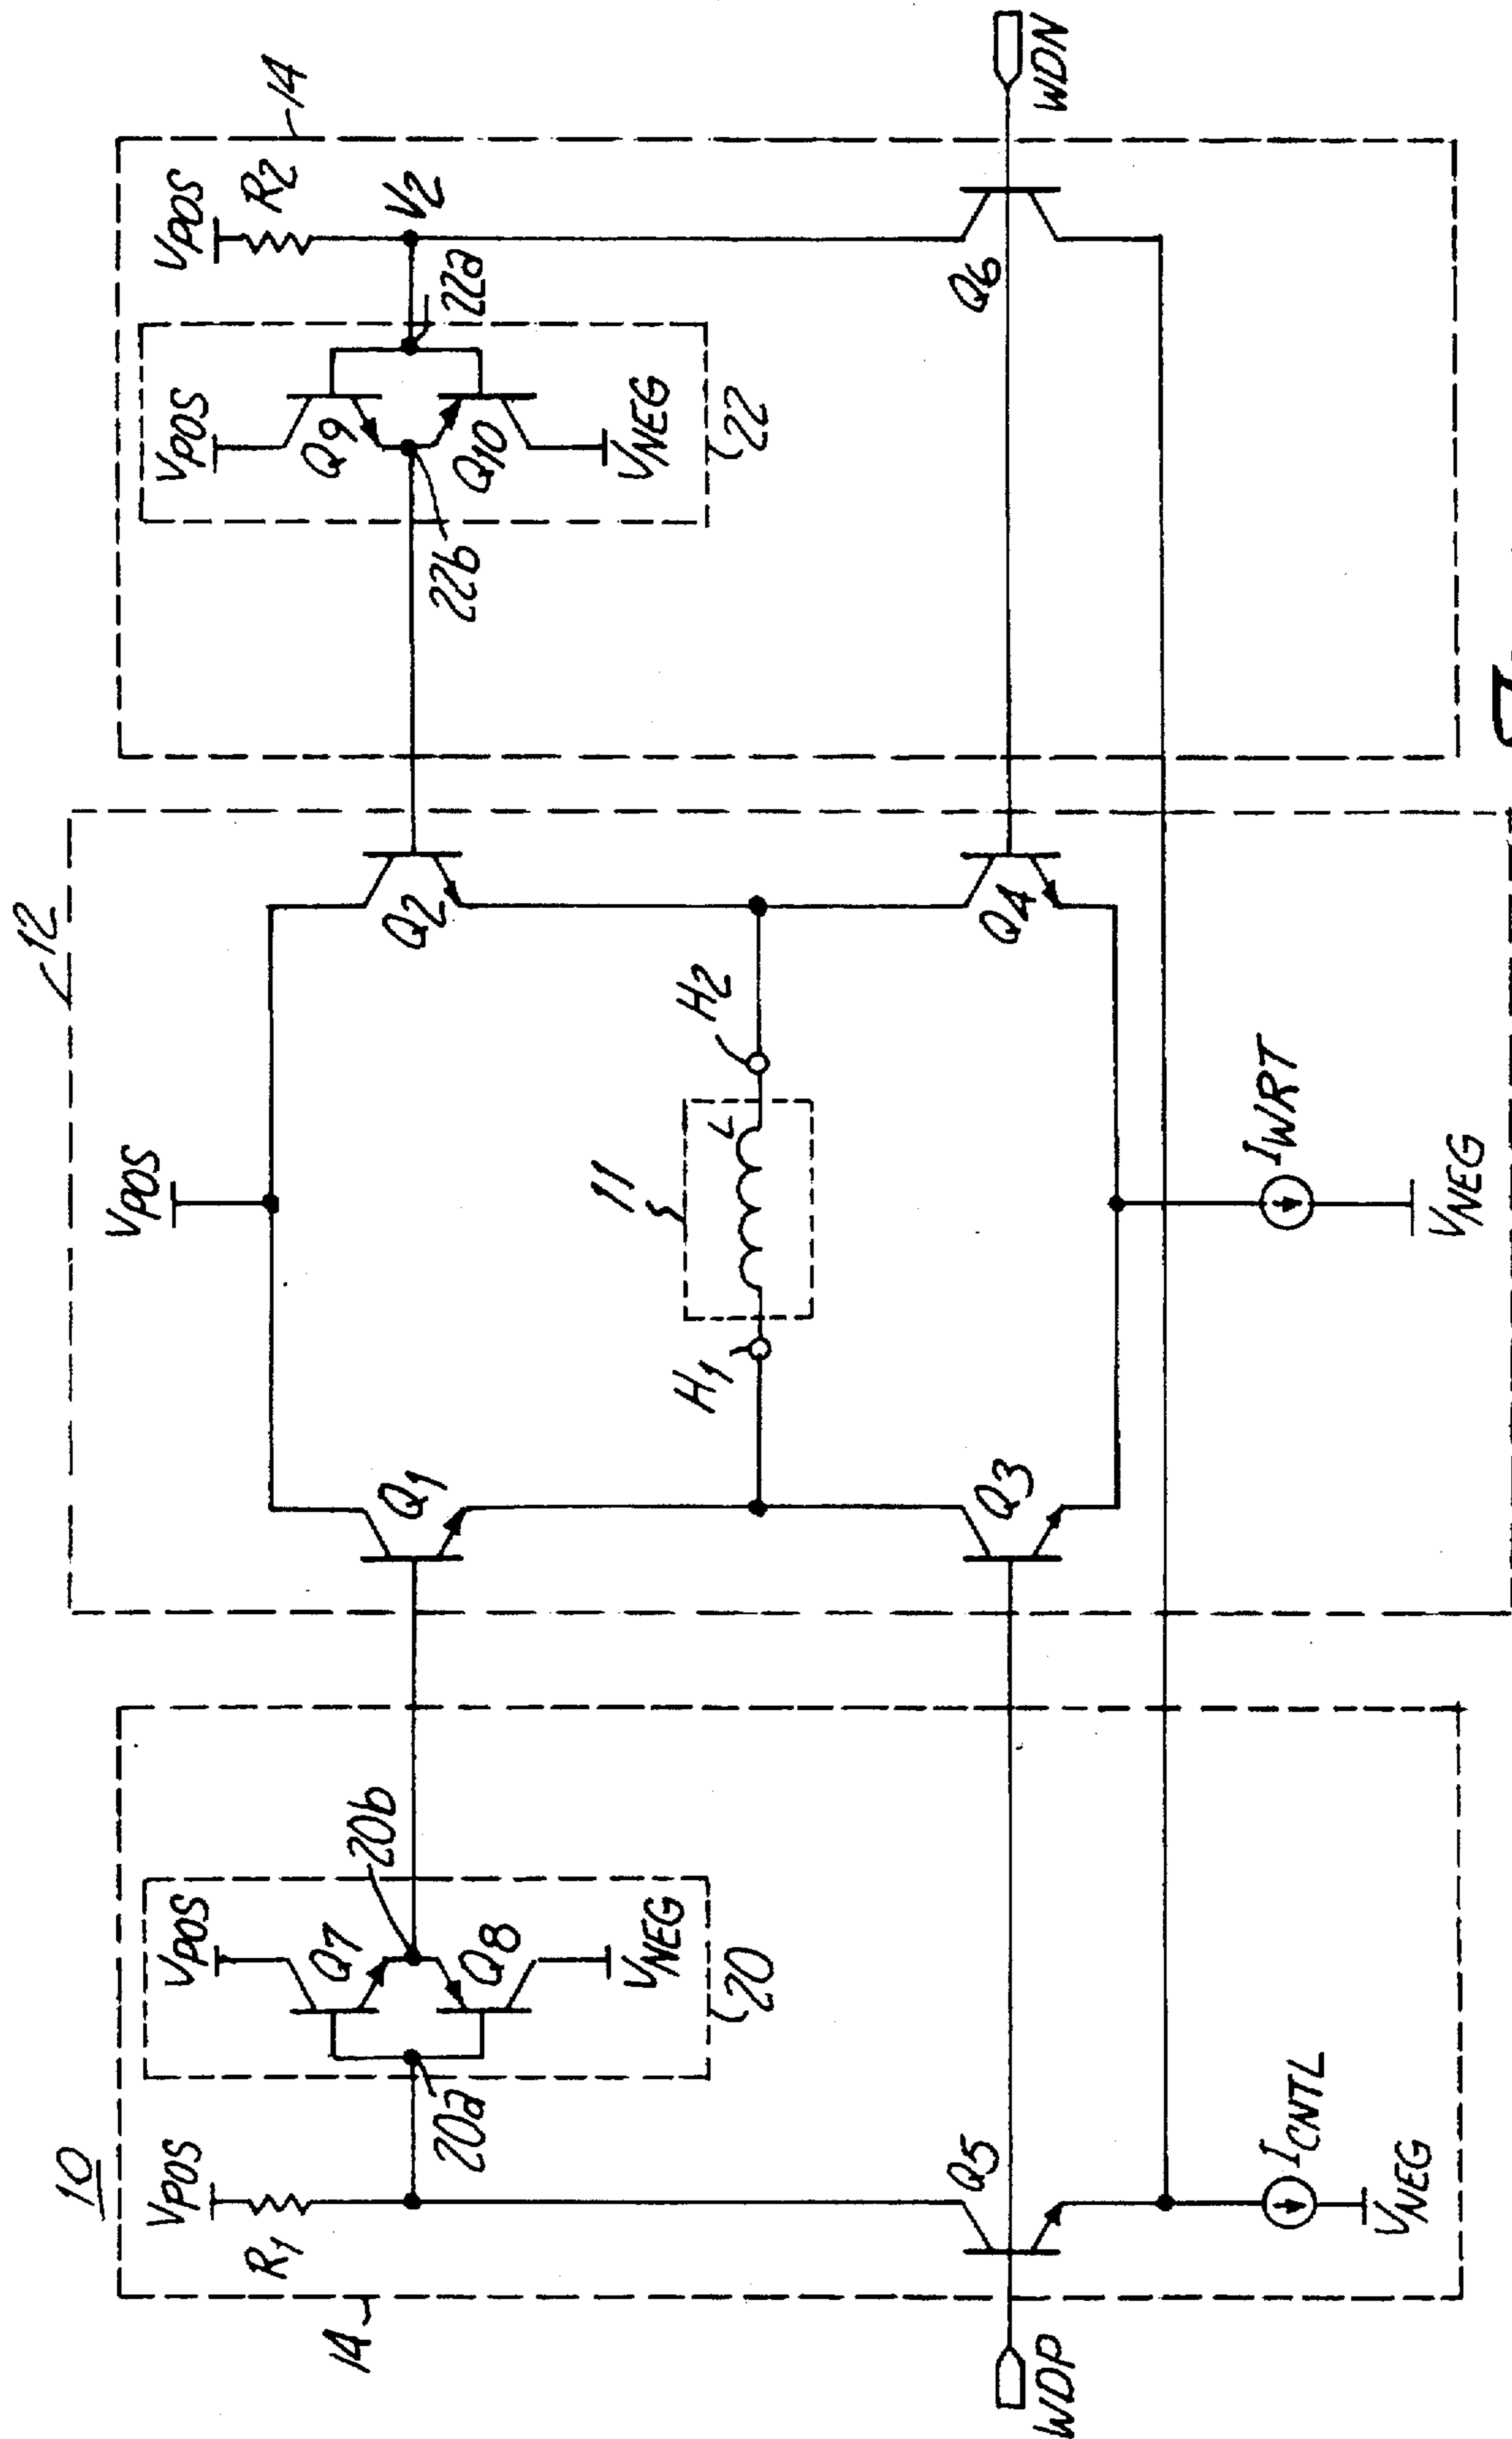 10
12
14
14
VPOS
R1
VPOS
Q7
20a
20b
Q8
VNEG
20
Q5
WDP
ICNTL
VNEG
VPOS
Q1
Q2
H1
11
L
H2
Q3
Q4
IWRT
VNEG
VPOS
R2
V2
VPOS
Q9
22a
22b
Q10
VNEG
22
Q6
WDN